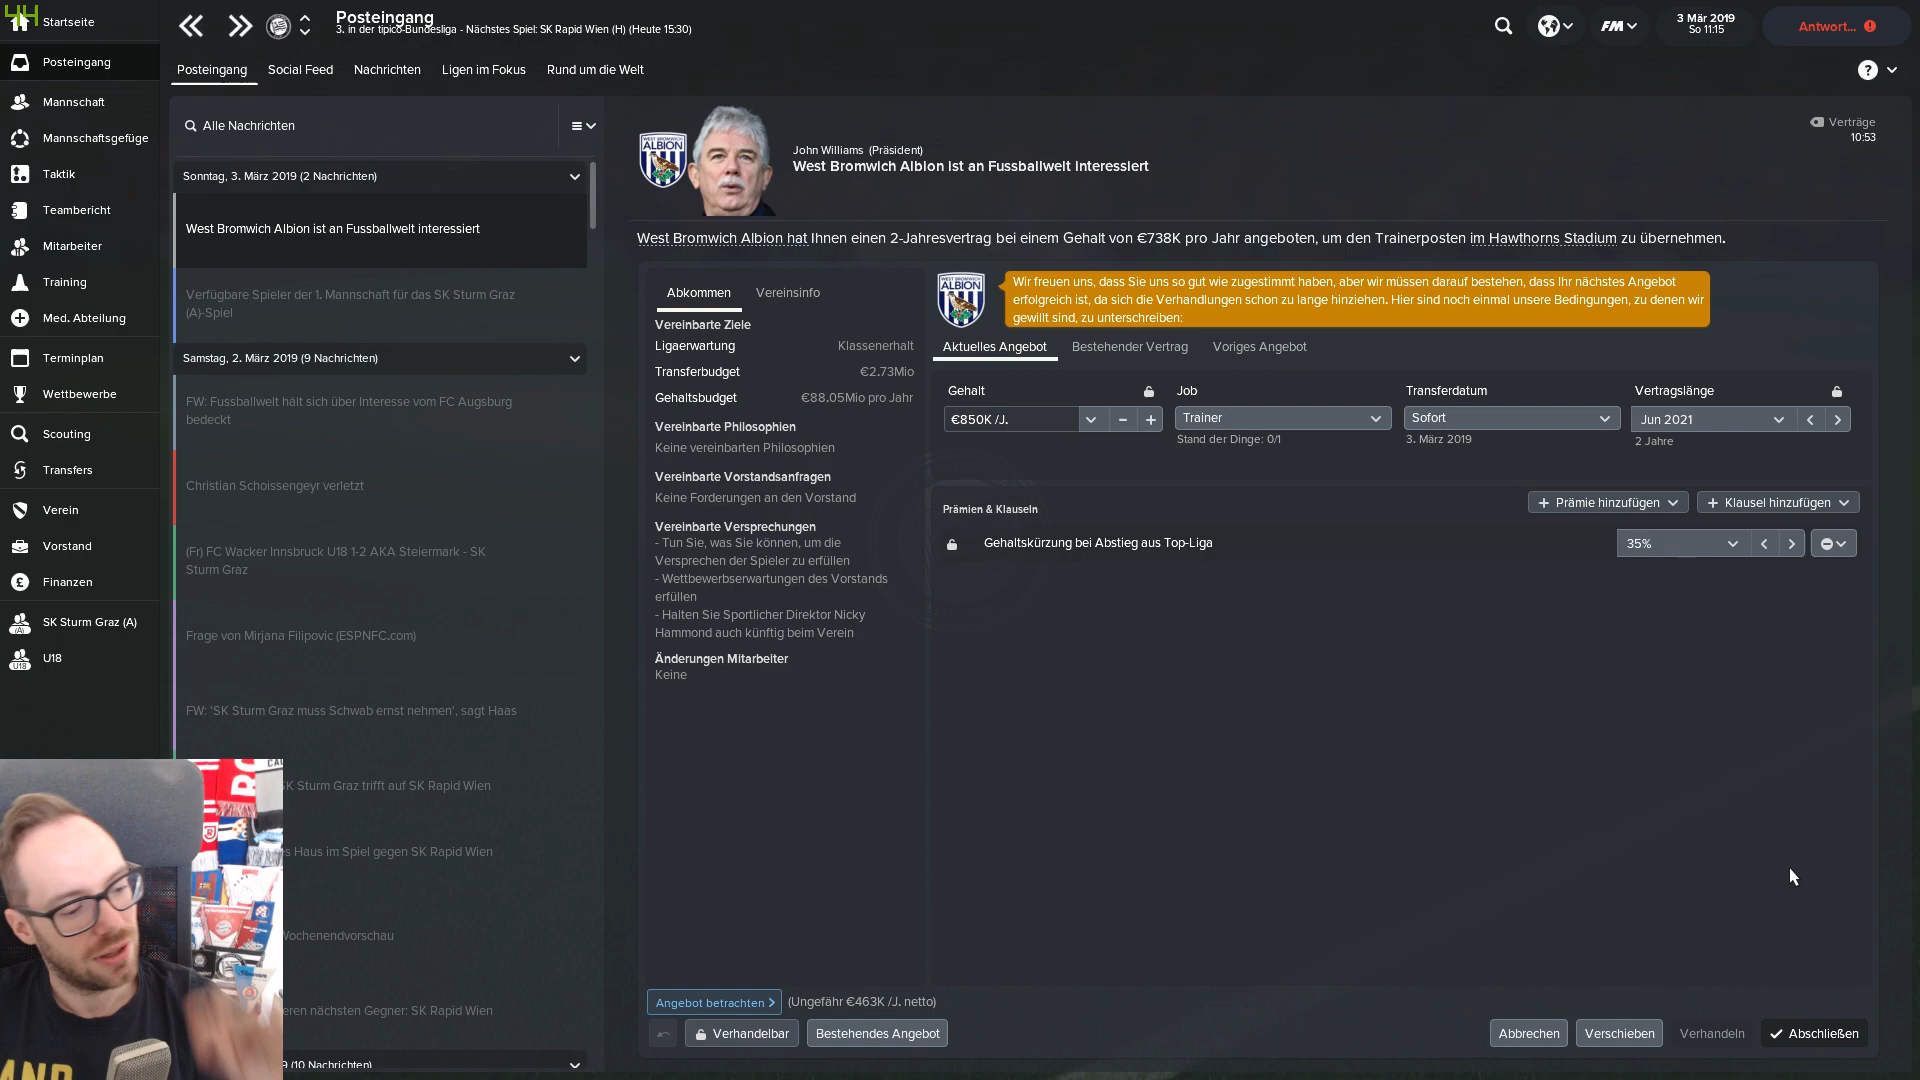 44
Startseite
Posteingang
Mannschaft
Mannschaftsgefüge
Taktik
Teambericht
Mitarbeiter
Training
Med. Abteilung
Terminplan
Wettbewerbe
Scouting
Transfers
Verein
Vorstand
Finanzen
SK Sturm Graz (A)
U18
Posteingang
3. in der tipico-Bundesliga - Nächstes Spiel: SK Rapid Wien (H) (Heute 15:30)
FM
3 Mär 2019
So 11:15
Antwort...
Posteingang
Social Feed
Nachrichten
Ligen im Fokus
Rund um die Welt
Alle Nachrichten
Sonntag, 3. März 2019 (2 Nachrichten)
West Bromwich Albion ist an Fussballwelt interessiert
Verfügbare Spieler der 1. Mannschaft für das SK Sturm Graz
(A)-Spiel
Samstag, 2. März 2019 (9 Nachrichten)
FW: Fussballwelt hält sich über Interesse vom FC Augsburg
bedeckt
Christian Schoissengeyr verletzt
(Fr) FC Wacker Innsbruck U18 1-2 AKA Steiermark - SK
Sturm Graz
Frage von Mirjana Filipovic (ESPNFC.com)
FW: 'SK Sturm Graz muss Schwab ernst nehmen', sagt Haas
SK Sturm Graz trifft auf SK Rapid Wien
s Haus im Spiel gegen SK Rapid Wien
Wochenendvorschau
eren nächsten Gegner: SK Rapid Wien
9 (10 Nachrichten)
WEST BROMWICH
ALBION
John Williams (Präsident)
West Bromwich Albion ist an Fussballwelt interessiert
Verträge
10:53
West Bromwich Albion hat Ihnen einen 2-Jahresvertrag bei einem Gehalt von €738K pro Jahr angeboten, um den Trainerposten im Hawthorns Stadium zu übernehmen.
Abkommen
Vereinsinfo
Vereinbarte Ziele
Ligaerwartung Klassenerhalt
Transferbudget €2.73Mio
Gehaltsbudget €88.05Mio pro Jahr
Vereinbarte Philosophien
Keine vereinbarten Philosophien
Vereinbarte Vorstandsanfragen
Keine Forderungen an den Vorstand
Vereinbarte Versprechungen
- Tun Sie, was Sie können, um die
Versprechen der Spieler zu erfüllen
- Wettbewerbserwartungen des Vorstands
erfüllen
- Halten Sie Sportlicher Direktor Nicky
Hammond auch künftig beim Verein
Änderungen Mitarbeiter
Keine
WEST BROMWICH
ALBION
Wir freuen uns, dass Sie uns so gut wie zugestimmt haben, aber wir müssen darauf bestehen, dass Ihr nächstes Angebot
erfolgreich ist, da sich die Verhandlungen schon zu lange hinziehen. Hier sind noch einmal unsere Bedingungen, zu denen wir
gewillt sind, zu unterschreiben:
Aktuelles Angebot
Bestehender Vertrag
Voriges Angebot
Gehalt
€850K /J.
Job
Trainer
Stand der Dinge: 0/1
Transferdatum
Sofort
3. März 2019
Vertragslänge
Jun 2021
2 Jahre
Prämien & Klauseln
Prämie hinzufügen
Klausel hinzufügen
Gehaltskürzung bei Abstieg aus Top-Liga
35%
Angebot betrachten
(Ungefähr €463K /J. netto)
Verhandelbar
Bestehendes Angebot
Abbrechen
Verschieben
Verhandeln
Abschließen